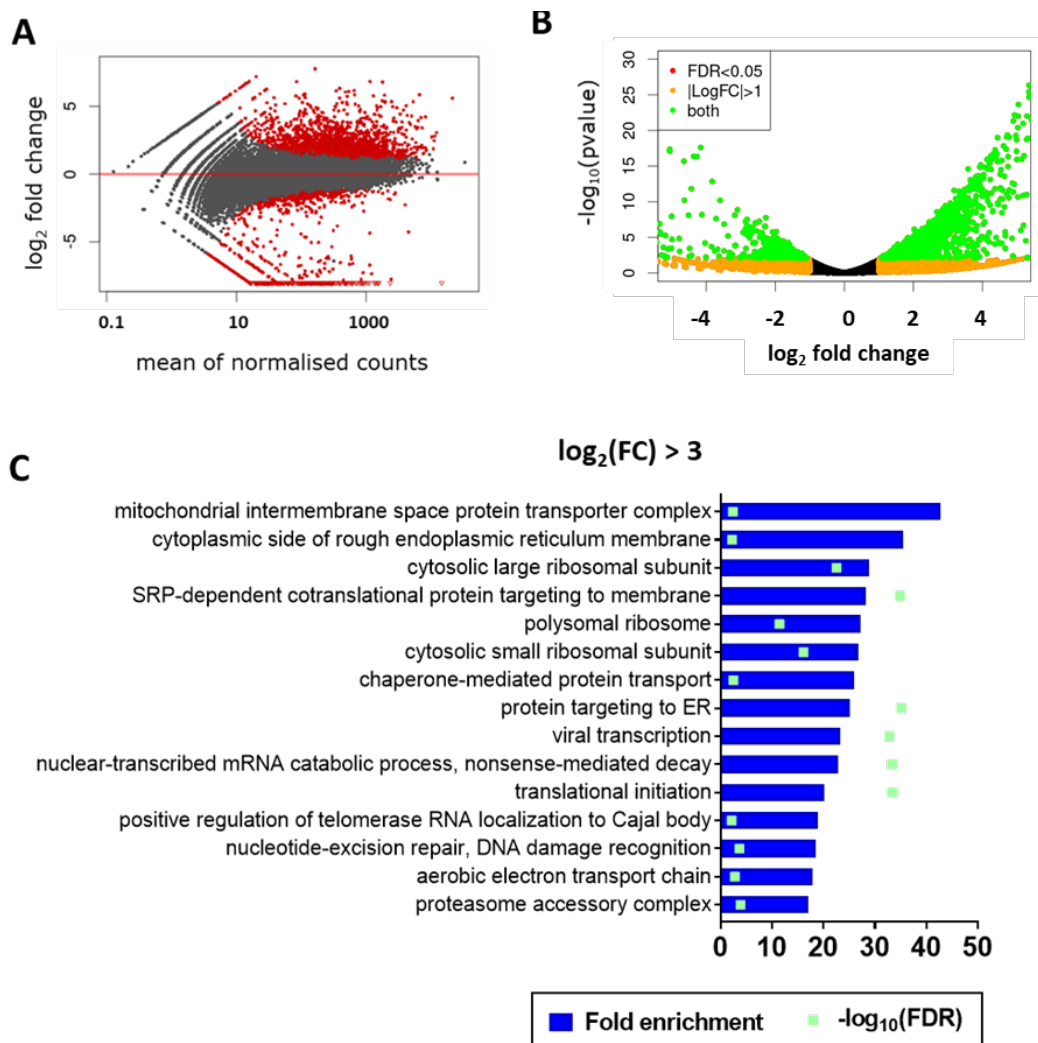 A
log2 fold change
5
0
-5
0.1 10 1000
mean of normalised counts
B
-log10(pvalue)
30
25
20
15
10
5
0
FDR<0.05
|LogFC|>1
both
-4 -2 0 2 4
log2 fold change
C
log2(FC) > 3
mitochondrial intermembrane space protein transporter complex
cytoplasmic side of rough endoplasmic reticulum membrane
cytosolic large ribosomal subunit
SRP-dependent cotranslational protein targeting to membrane
polysomal ribosome
cytosolic small ribosomal subunit
chaperone-mediated protein transport
protein targeting to ER
viral transcription
nuclear-transcribed mRNA catabolic process, nonsense-mediated decay
translational initiation
positive regulation of telomerase RNA localization to Cajal body
nucleotide-excision repair, DNA damage recognition
aerobic electron transport chain
proteasome accessory complex
0 10 20 30 40 50
Fold enrichment -log10(FDR)